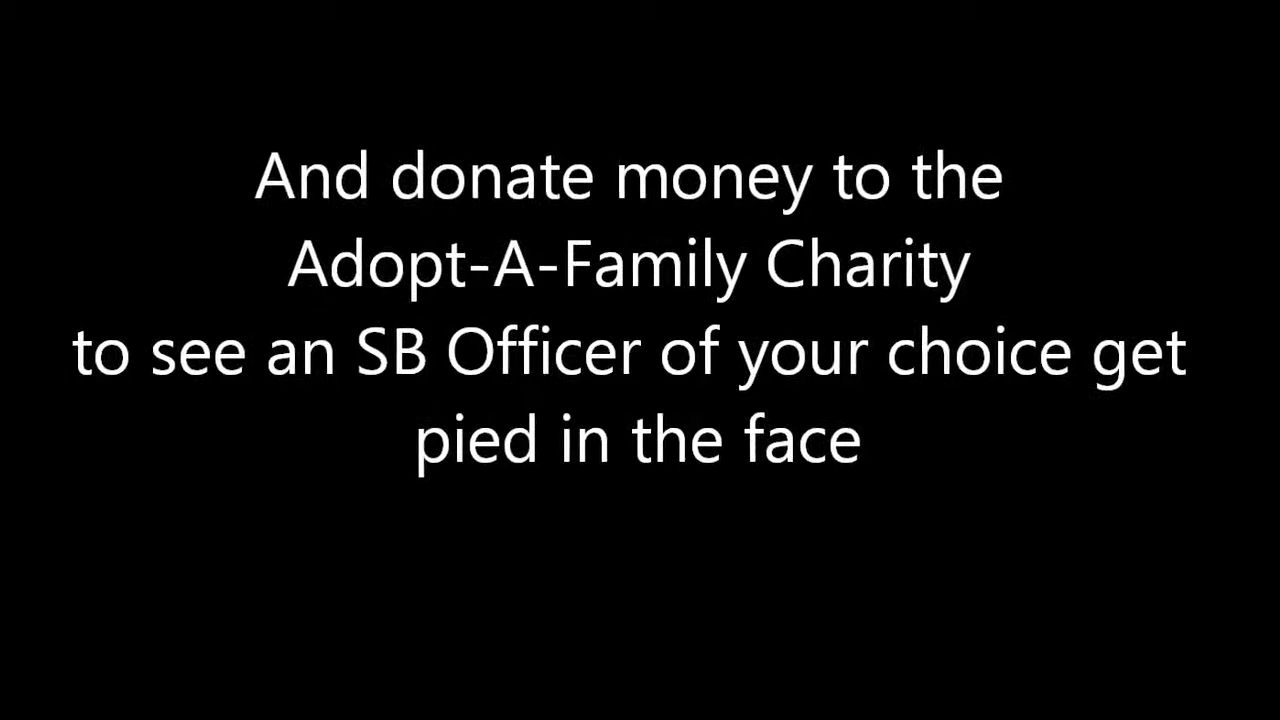 And donate money to the
Adopt-A-Family Charity
to see an SB Officer of your choice get
pied in the face